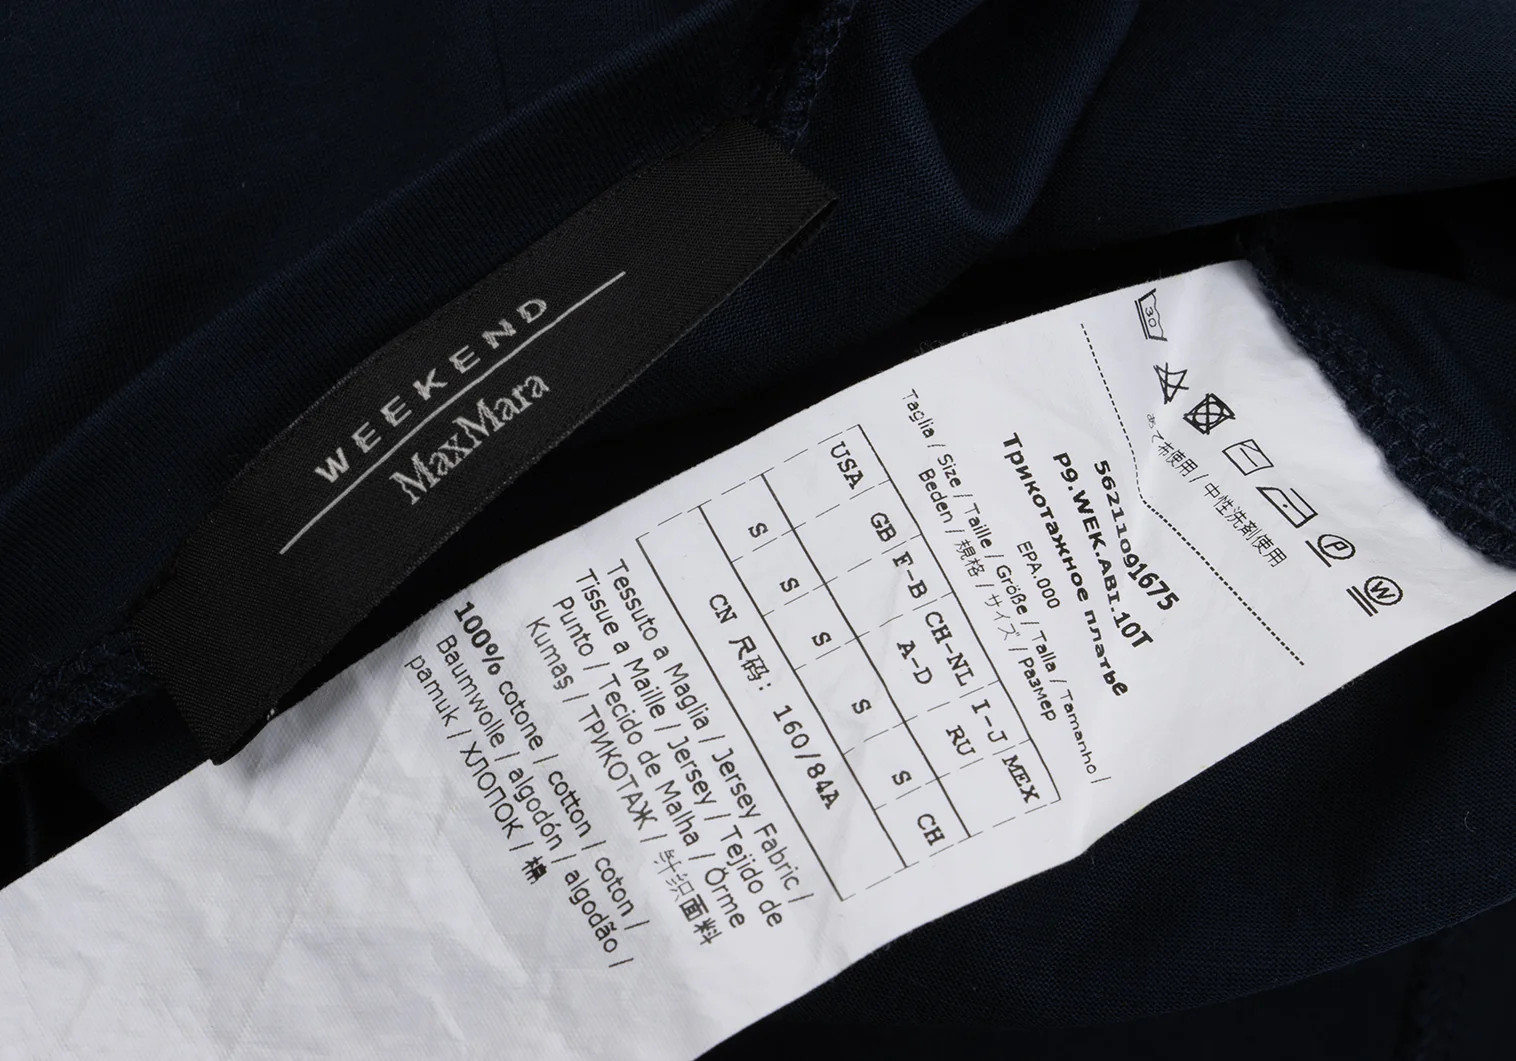 WEEKEND
MaxMara
30
あて布使用 / 中性洗剤使用
P
W
56211091675
P9.WEK.ABI.10T
Трикотажное платье
EPA.000
Taglia / Size / Taille / Größe / Talla / Tamanho /
Beden / 規格 / サイズ / Размер
USA GB F-B CH-NL I-J MEX
A-D RU CH
S S S S S
CN 尺码: 160/84A
Tessuto a Maglia / Jersey Fabric /
Tissue a Maille / Jersey / Tejido de
Punto / Tecido de Malha / Örme
Kumaş / ТРИКОТАЖ / 针织面料
100% cotone / cotton / coton /
Baumwolle / algodón / algodão /
pamuk / ХЛОПОК / 棉